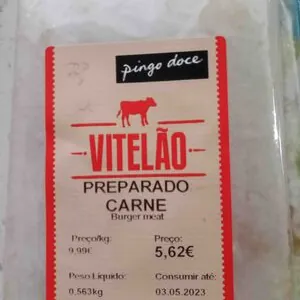 pingo doce
VITELÃO
PREPARADO
CARNE
Burger meat
Preço/kg: Preço:
9,99€ 5,62€
Peso Líquido: Consumir até:
0,563kg 03.05.2023